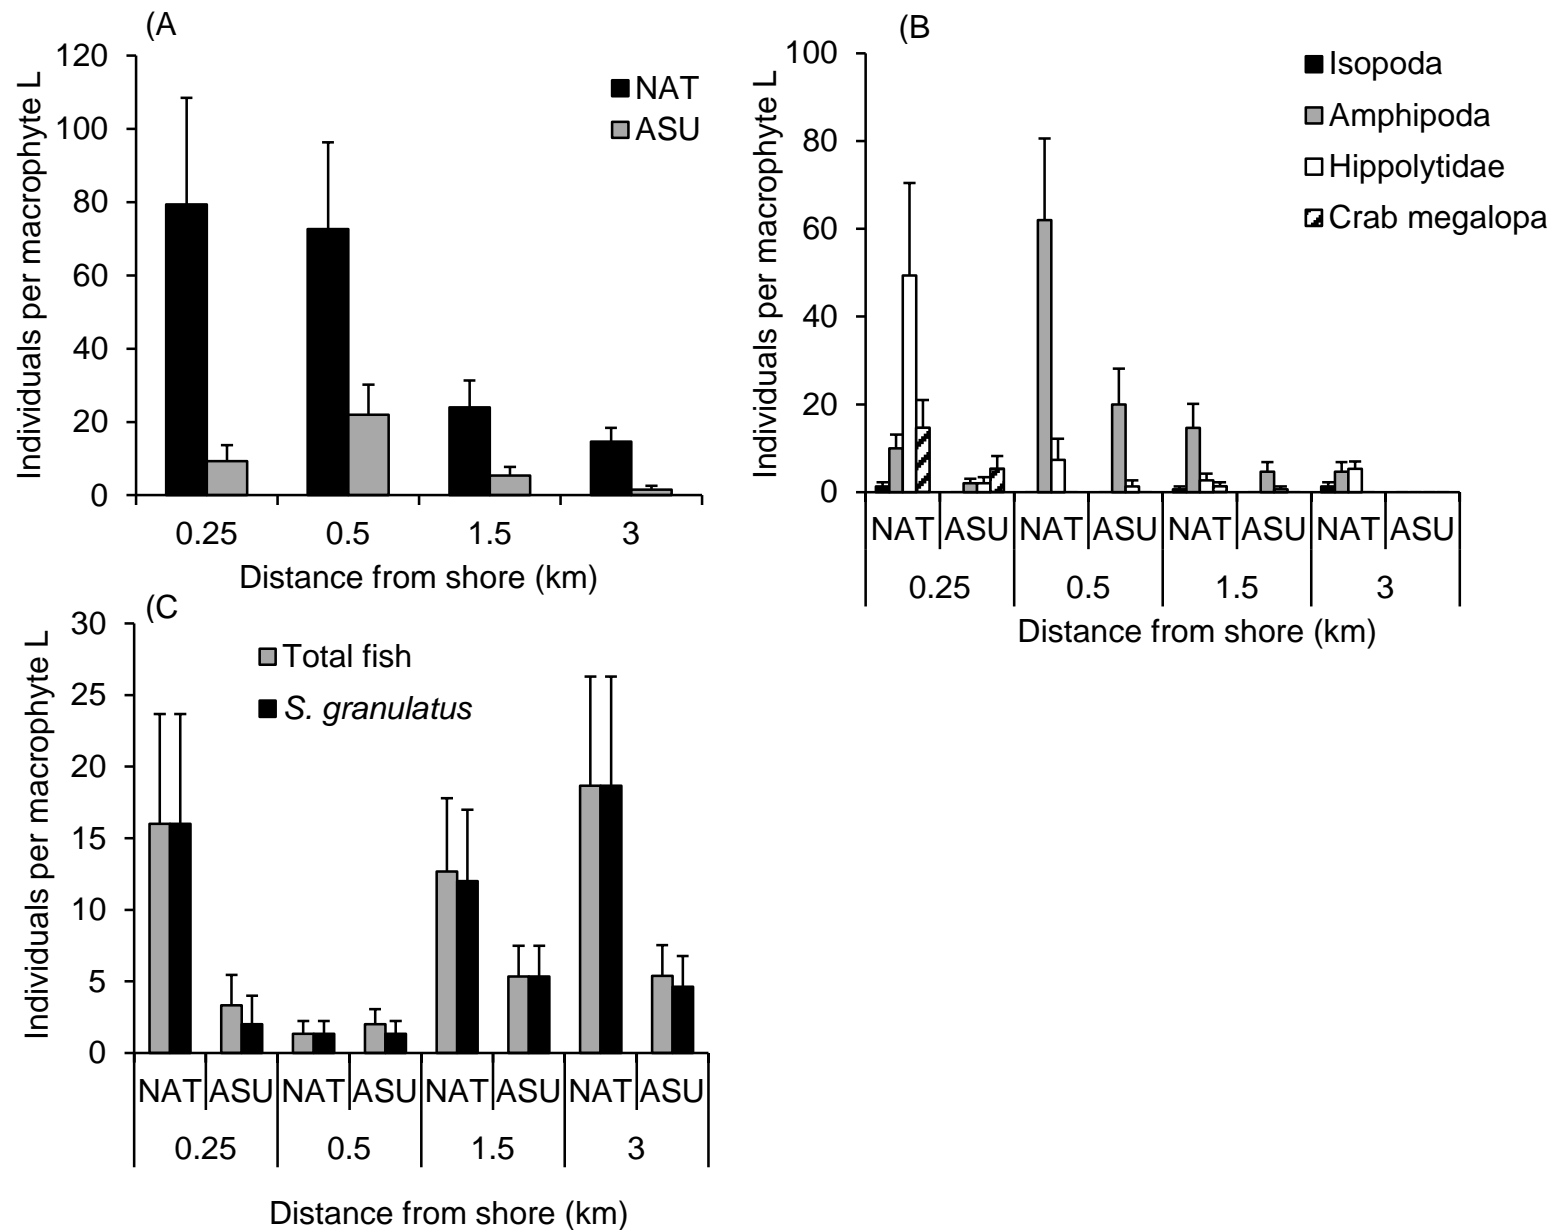 (A
Individuals per macrophyte L
120
100
80
60
40
20
0
NAT
ASU
0.25 0.5 1.5 3
Distance from shore (km)
(B
Individuals per macrophyte L
100
80
60
40
20
0
Isopoda
Amphipoda
Hippolytidae
Crab megalopa
NAT ASU NAT ASU NAT ASU NAT ASU
0.25 0.5 1.5 3
Distance from shore (km)
(C
Individuals per macrophyte L
30
25
20
15
10
5
0
Total fish
S. granulatus
NAT ASU NAT ASU NAT ASU NAT ASU
0.25 0.5 1.5 3
Distance from shore (km)